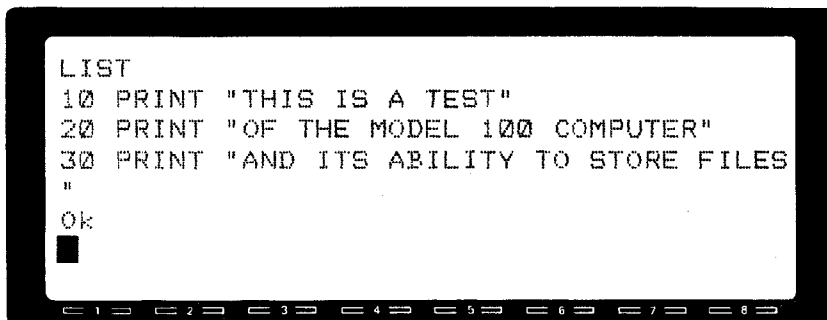 LIST
10 PRINT "THIS IS A TEST"
20 PRINT "OF THE MODEL 100 COMPUTER"
30 PRINT "AND ITS ABILITY TO STORE FILES
"
Ok
1 2 3 4 5 6 7 8